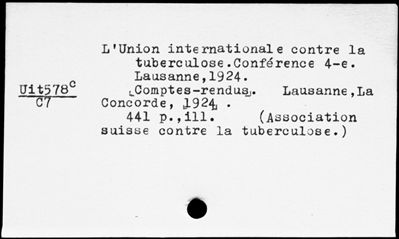 L'Union internationale contre la
tuberculose.Conférence 4-e.
Lausanne,1924.
Uit578c
C7
[Comptes-rendus]. Lausanne,La
Concorde, [1924] .
441 p.,ill. (Association
suisse contre la tuberculose.)